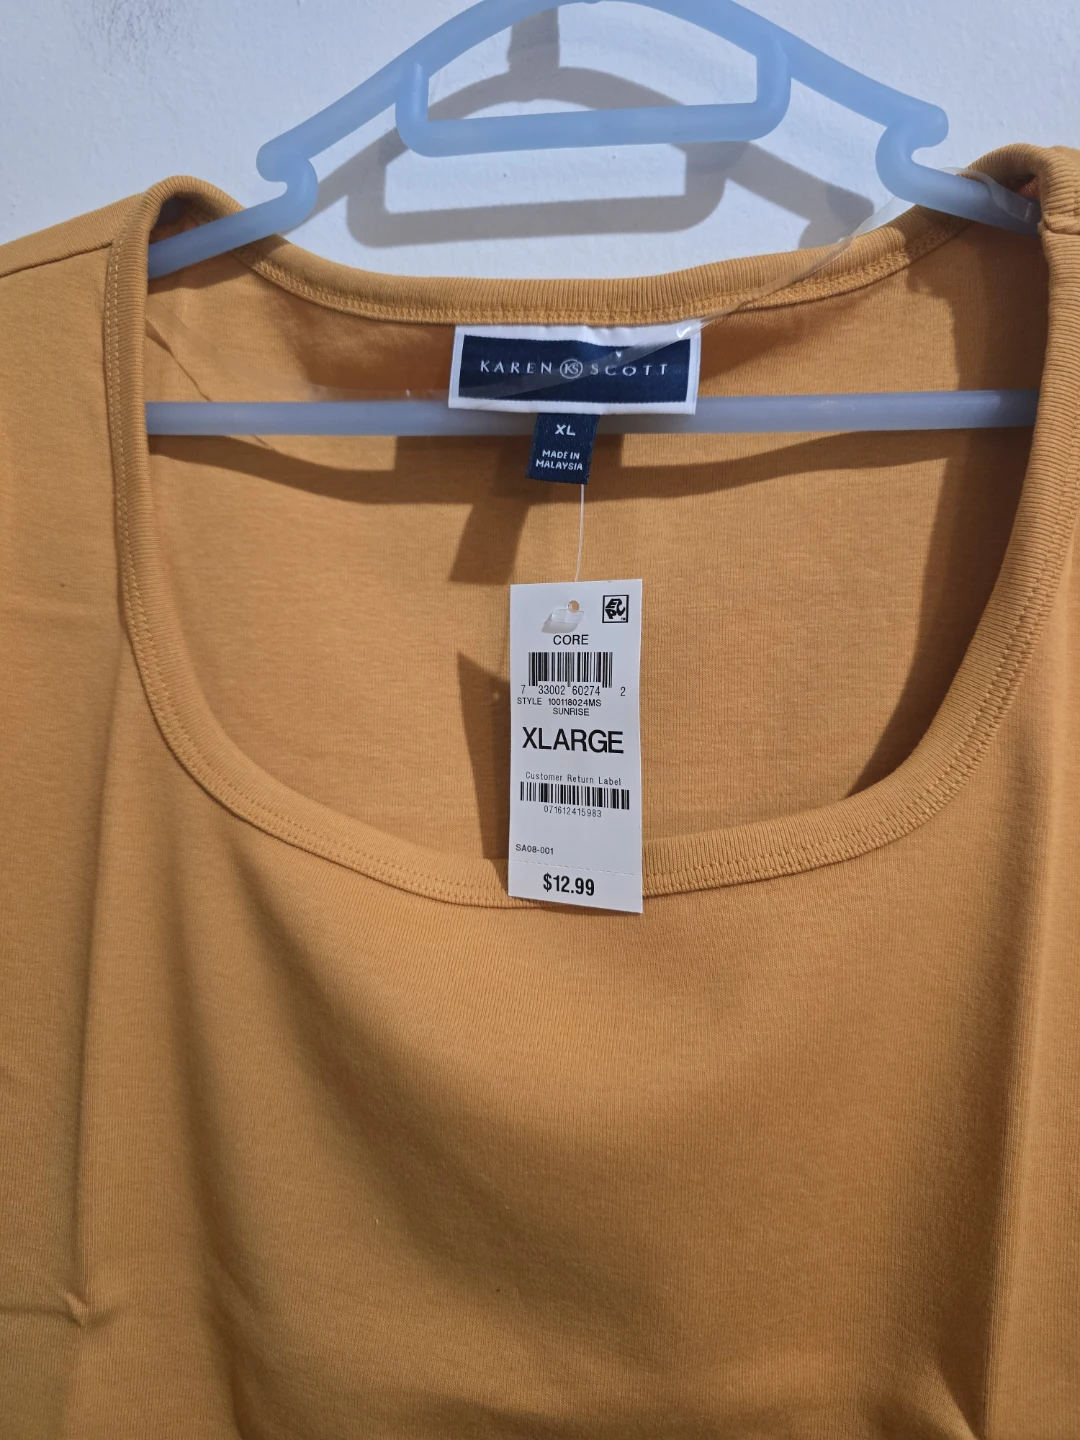 KAREN KS SCOTT
XL
MADE IN
MALAYSIA
EPC
CORE
7 33002 60274 2
STYLE 100118024MS
SUNRISE
XLARGE
Customer Return Label
071612415983
SA08-001
$12.99